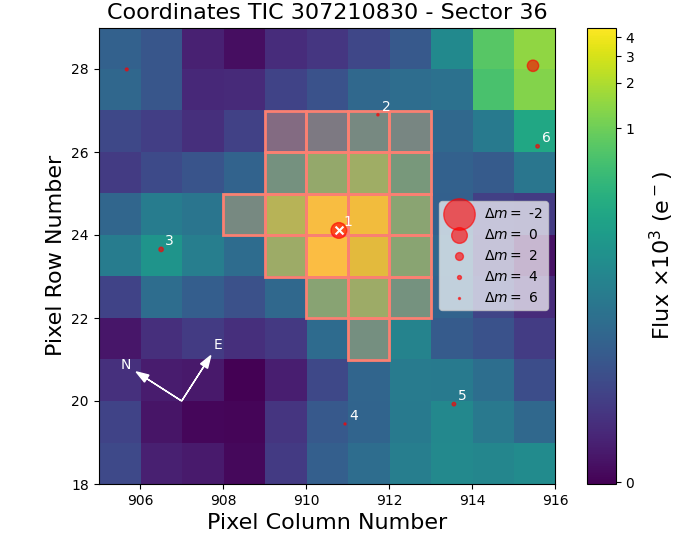 Coordinates TIC 307210830 - Sector 36
Pixel Row Number
28
26
24
22
20
18
906
908
910
912
914
916
Pixel Column Number
1
2
3
4
5
6
N
E
Δm = -2
Δm = 0
Δm = 2
Δm = 4
Δm = 6
4
3
2
1
0
Flux ×10³ (e⁻)